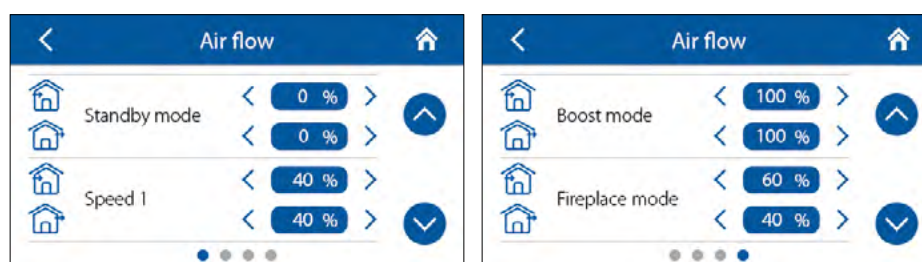 Air flow
Standby mode
0 %
0 %
Speed 1
40 %
40 %
Air flow
Boost mode
100 %
100 %
Fireplace mode
60 %
40 %